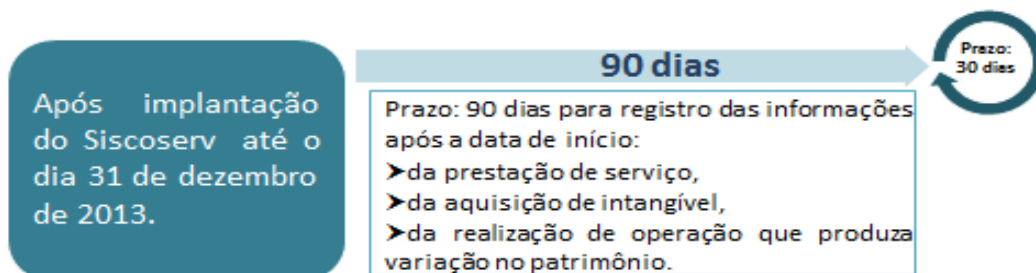 Após implantação
do Siscoserv até o
dia 31 de dezembro
de 2013.
90 dias
Prazo: 90 dias para registro das informações
após a data de início:
➤da prestação de serviço,
➤da aquisição de intangível,
➤da realização de operação que produza
variação no patrimônio.
Prazo:
30 dias